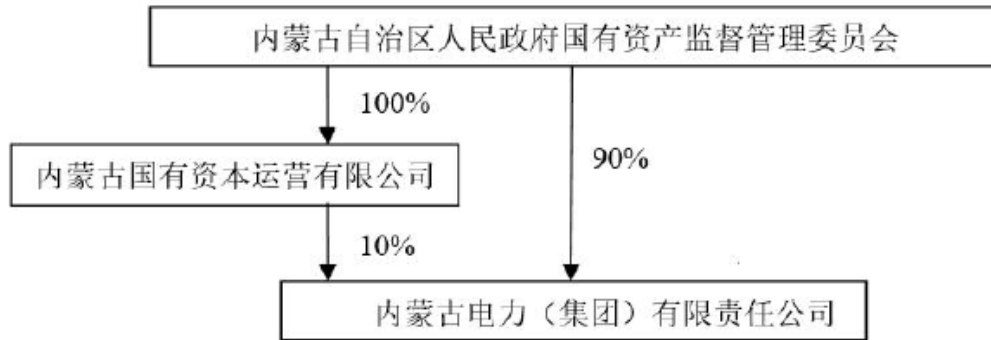 内蒙古自治区人民政府国有资产监督管理委员会
100%
90%
内蒙古国有资本运营有限公司
10%
内蒙古电力（集团）有限责任公司